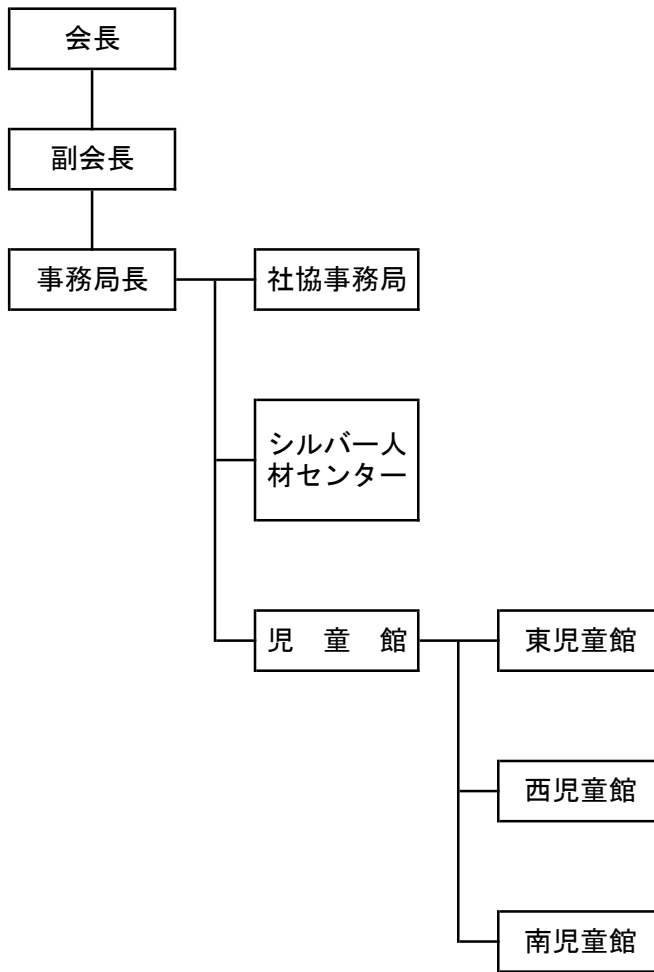 会長
副会長
事務局長
社協事務局
シルバー人
材センター
児　童　館
東児童館
西児童館
南児童館